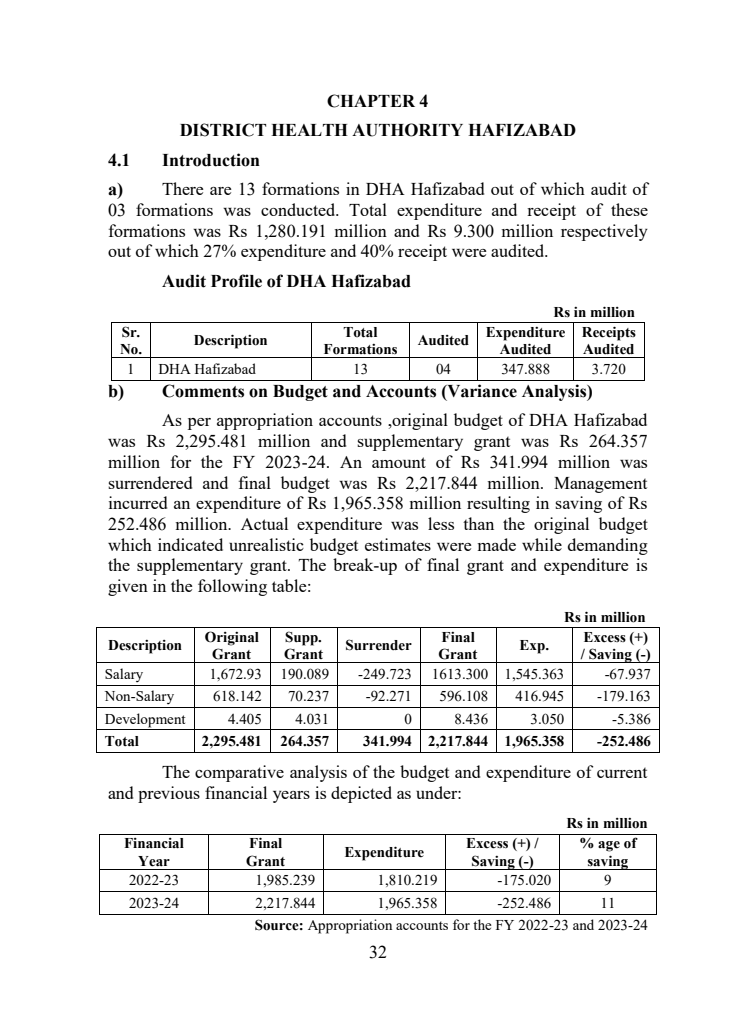 CHAPTER 4
DISTRICT HEALTH AUTHORITY HAFIZABAD
4.1 Introduction
a) There are 13 formations in DHA Hafizabad out of which audit of
03 formations was conducted. Total expenditure and receipt of these
formations was Rs 1,280.191 million and Rs 9.300 million respectively
out of which 27% expenditure and 40% receipt were audited.
Audit Profile of DHA Hafizabad
Rs in million
Sr. No. Description Total Formations Audited Expenditure Audited Receipts Audited
1 DHA Hafizabad 13 04 347.888 3.720
b) Comments on Budget and Accounts (Variance Analysis)
As per appropriation accounts ,original budget of DHA Hafizabad
was Rs 2,295.481 million and supplementary grant was Rs 264.357
million for the FY 2023-24. An amount of Rs 341.994 million was
surrendered and final budget was Rs 2,217.844 million. Management
incurred an expenditure of Rs 1,965.358 million resulting in saving of Rs
252.486 million. Actual expenditure was less than the original budget
which indicated unrealistic budget estimates were made while demanding
the supplementary grant. The break-up of final grant and expenditure is
given in the following table:
Rs in million
Description Original Grant Supp. Grant Surrender Final Grant Exp. Excess (+) / Saving (-)
Salary 1,672.93 190.089 -249.723 1613.300 1,545.363 -67.937
Non-Salary 618.142 70.237 -92.271 596.108 416.945 -179.163
Development 4.405 4.031 0 8.436 3.050 -5.386
Total 2,295.481 264.357 341.994 2,217.844 1,965.358 -252.486
The comparative analysis of the budget and expenditure of current
and previous financial years is depicted as under:
Rs in million
Financial Year Final Grant Expenditure Excess (+) / Saving (-) % age of saving
2022-23 1,985.239 1,810.219 -175.020 9
2023-24 2,217.844 1,965.358 -252.486 11
Source: Appropriation accounts for the FY 2022-23 and 2023-24
32